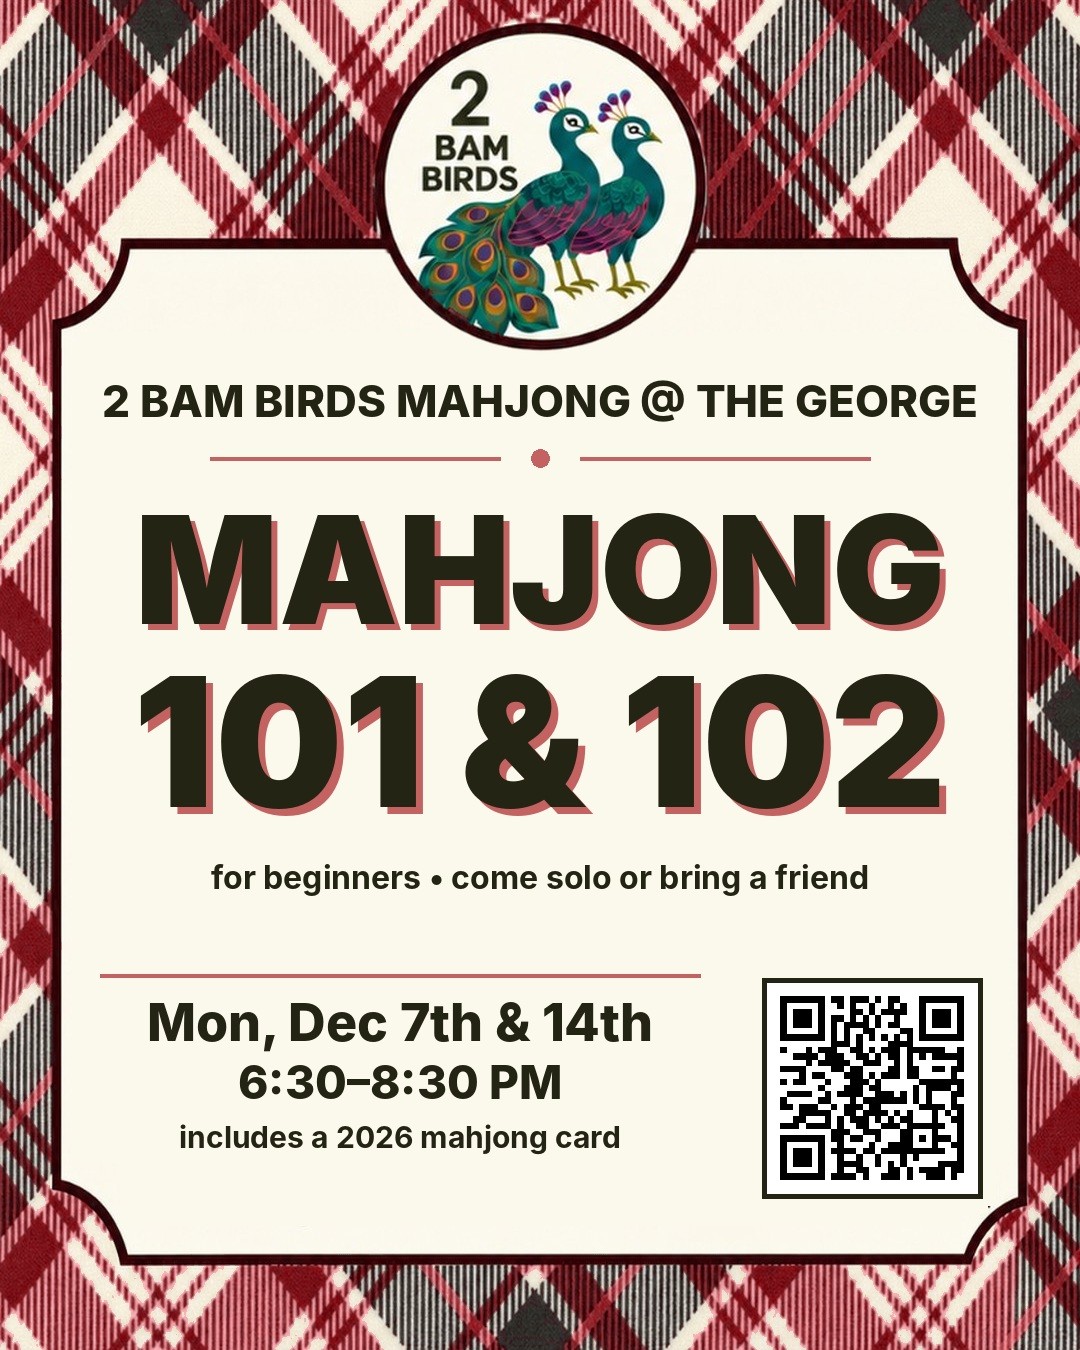 2
BAM
BIRDS
2 BAM BIRDS MAHJONG @ THE GEORGE
MAHJONG
101 & 102
for beginners • come solo or bring a friend
Mon, Dec 7th & 14th
6:30–8:30 PM
includes a 2026 mahjong card